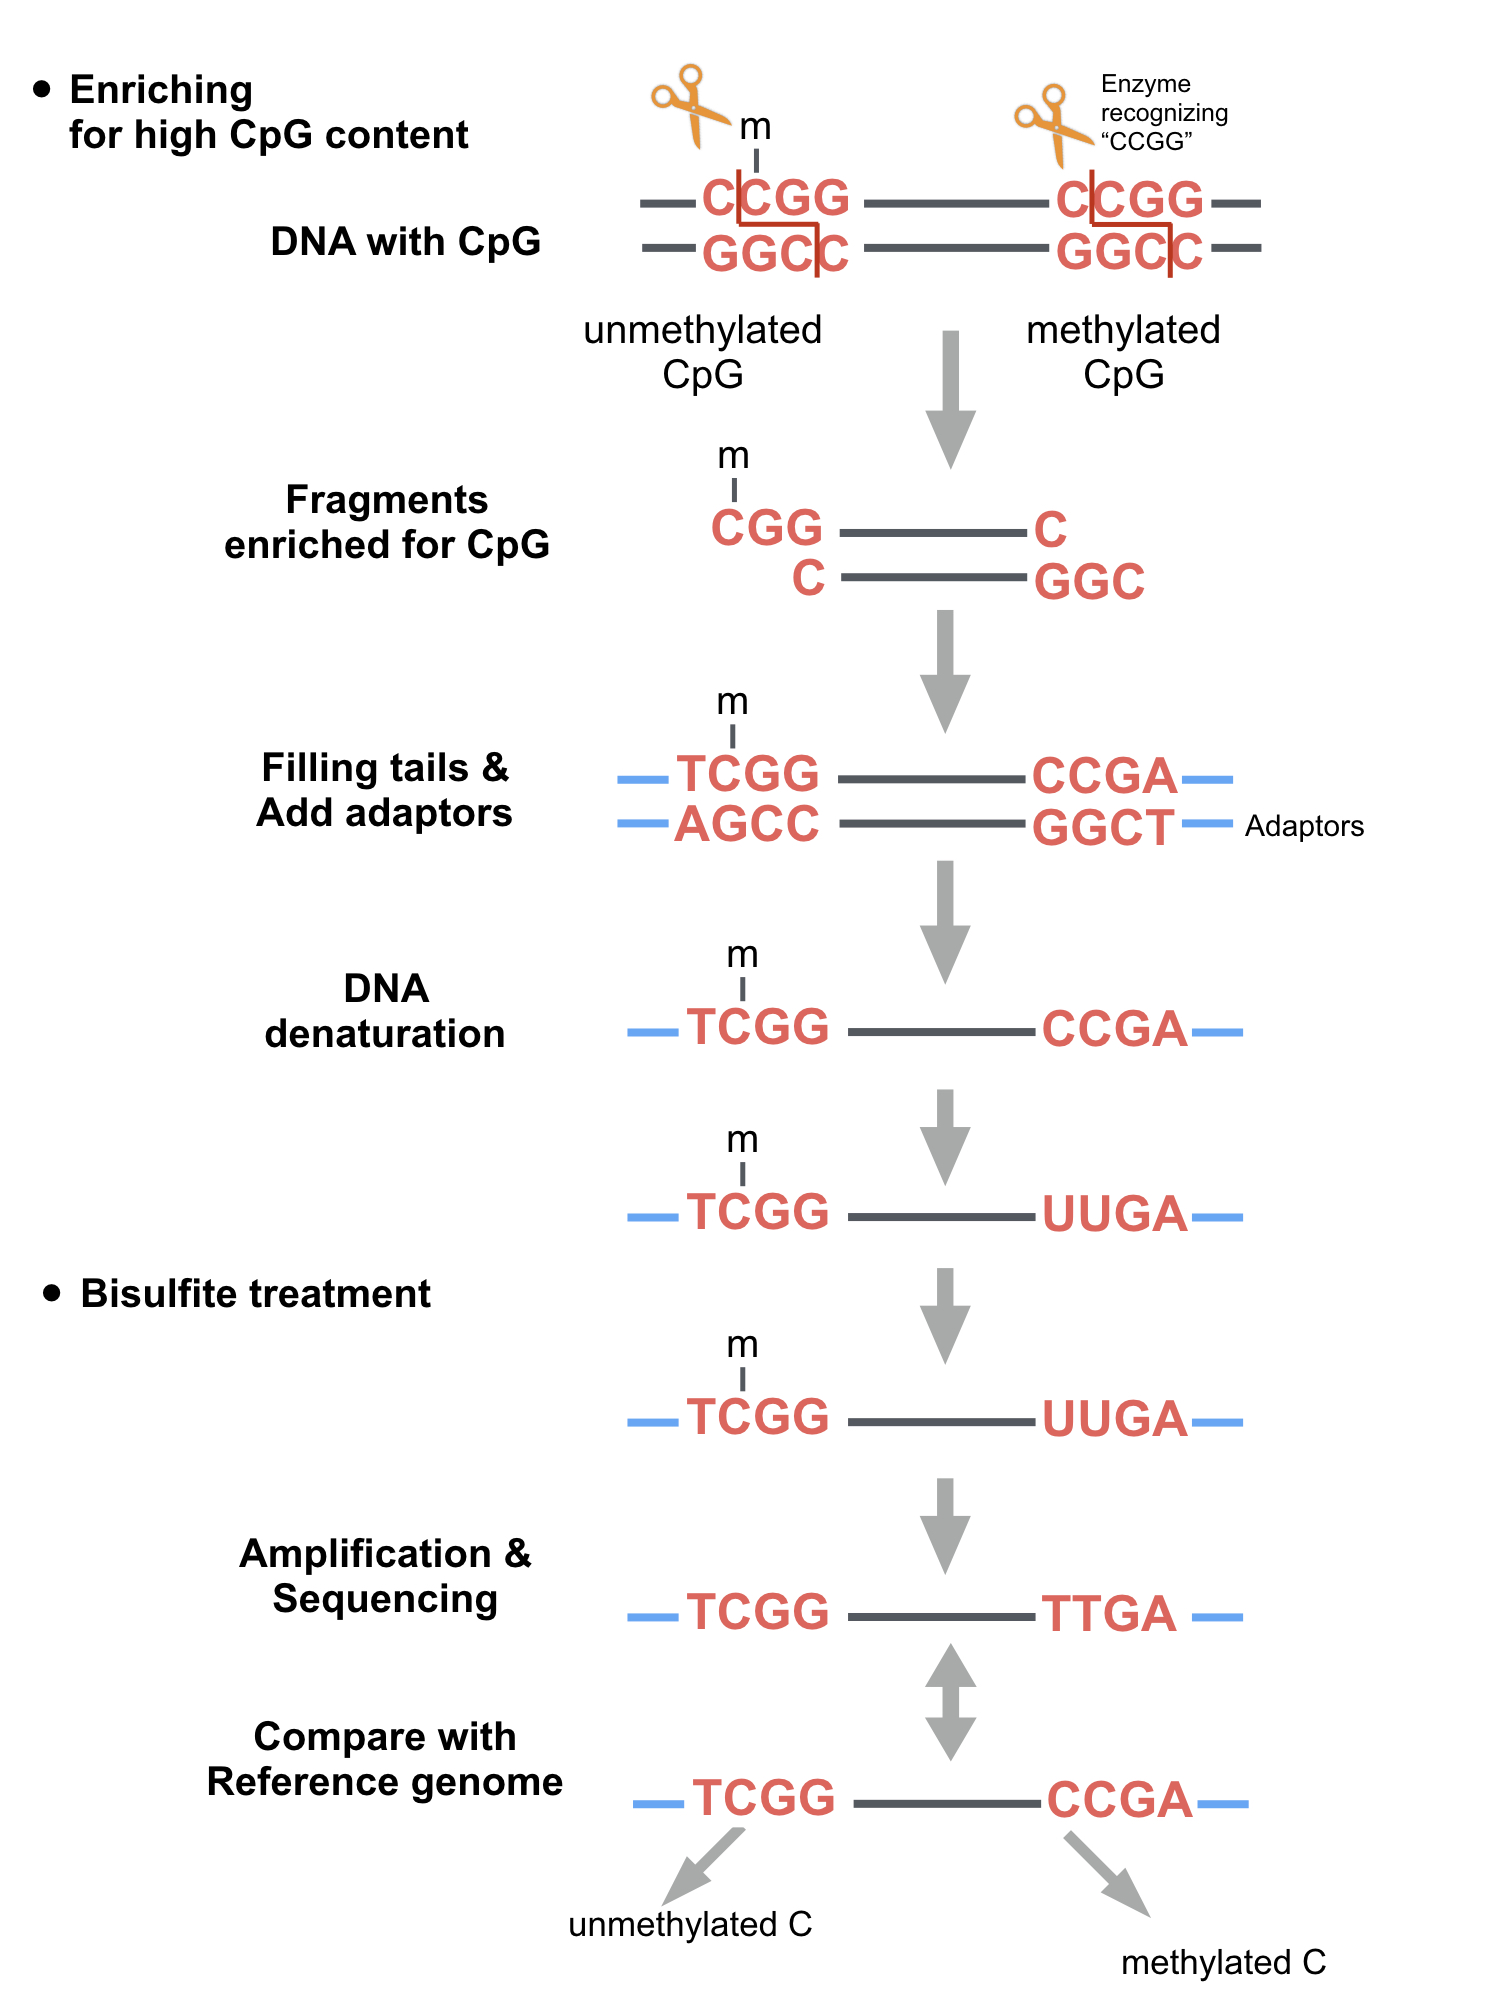 • Enriching
for high CpG content
Enzyme
recognizing
“CCGG”
m
CCGG CCGG
DNA with CpG
GGCC GGCC
unmethylated
CpG
methylated
CpG
m
Fragments
enriched for CpG
CGG C
C GGC
m
Filling tails &
Add adaptors
TCGG CCGA
AGCC GGCT Adaptors
m
DNA
denaturation
TCGG CCGA
m
TCGG UUGA
• Bisulfite treatment
m
TCGG UUGA
Amplification &
Sequencing
TCGG TTGA
Compare with
Reference genome
TCGG CCGA
unmethylated C
methylated C